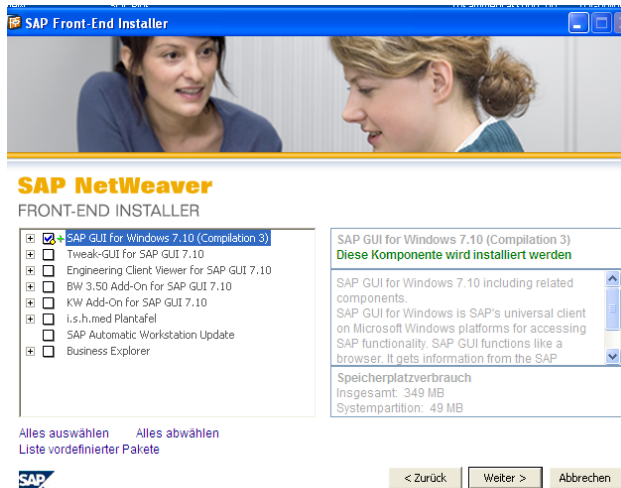 SAP Front-End Installer
SAP NetWeaver
FRONT-END INSTALLER
SAP GUI for Windows 7.10 (Compilation 3)
Tweak-GUI for SAP GUI 7.10
Engineering Client Viewer for SAP GUI 7.10
BW 3.50 Add-On for SAP GUI 7.10
KW Add-On for SAP GUI 7.10
i.s.h.med Plantafel
SAP Automatic Workstation Update
Business Explorer
SAP GUI for Windows 7.10 (Compilation 3)
Diese Komponente wird installiert werden
SAP GUI for Windows 7.10 including related
components.
SAP GUI for Windows is SAP's universal client
on Microsoft Windows platforms for accessing
SAP functionality. SAP GUI functions like a
browser. It gets information from the SAP
Speicherplatzverbrauch
Insgesamt: 349 MB
Systempartition: 49 MB
Alles auswählen Alles abwählen
Liste vordefinierter Pakete
SAP
< Zurück Weiter > Abbrechen